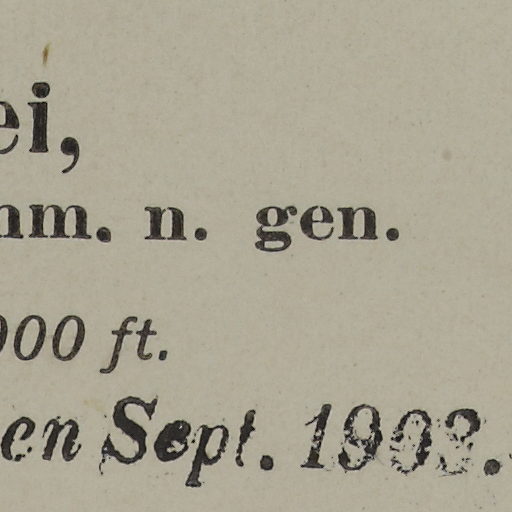 ei,
nm. n. gen.
000 ft.
en Sept. 1903.